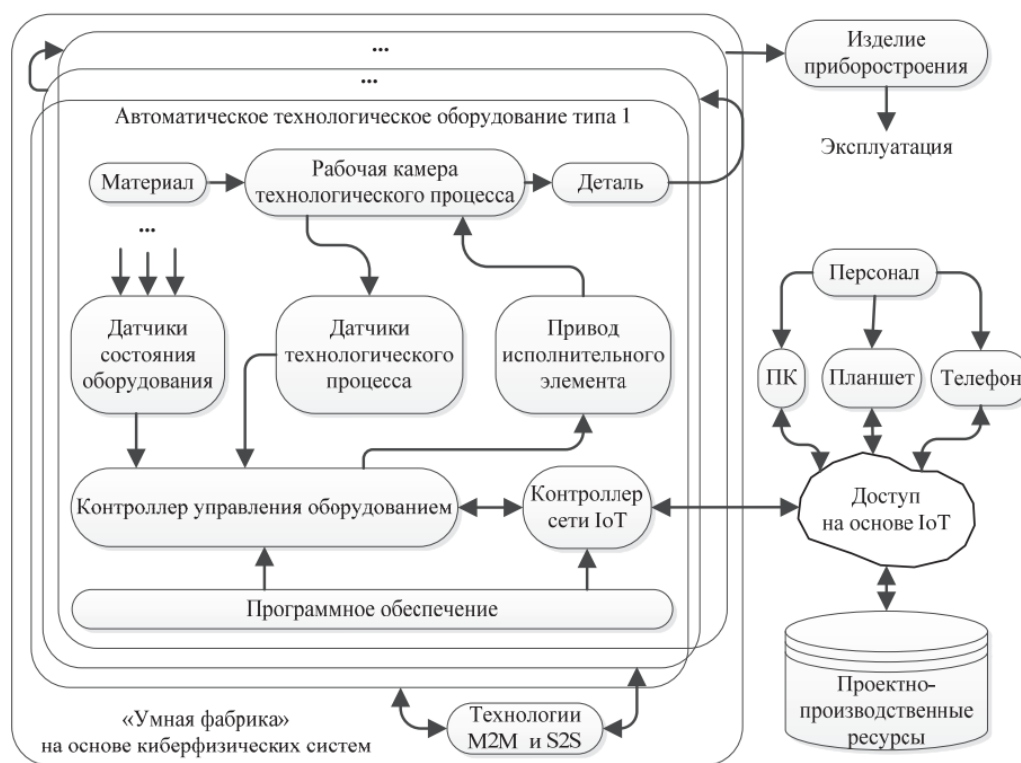 ...
...
Автоматическое технологическое оборудование типа 1
Материал
Рабочая камера
технологического процесса
Деталь
...
Датчики
состояния
оборудования
Датчики
технологического
процесса
Привод
исполнительного
элемента
Контроллер управления оборудованием
Контроллер
сети IoT
Программное обеспечение
«Умная фабрика»
на основе киберфизических систем
Технологии
M2M и S2S
Изделие
приборостроения
Эксплуатация
Персонал
ПК
Планшет
Телефон
Доступ
на основе IoT
Проектно-
производственные
ресурсы